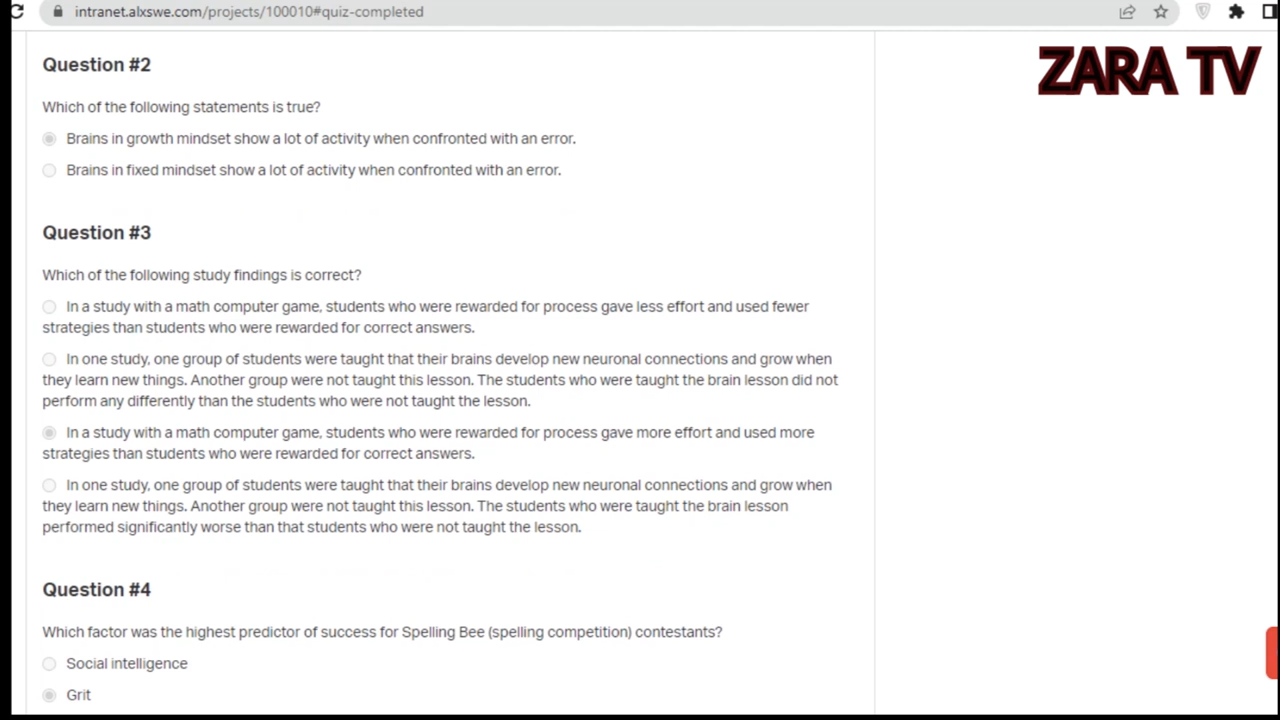 intranet.alxswe.com/projects/100010#quiz-completed
ZARA TV
Question #2
Which of the following statements is true?
Brains in growth mindset show a lot of activity when confronted with an error.
Brains in fixed mindset show a lot of activity when confronted with an error.
Question #3
Which of the following study findings is correct?
In a study with a math computer game, students who were rewarded for process gave less effort and used fewer
strategies than students who were rewarded for correct answers.
In one study, one group of students were taught that their brains develop new neuronal connections and grow when
they learn new things. Another group were not taught this lesson. The students who were taught the brain lesson did not
perform any differently than the students who were not taught the lesson.
In a study with a math computer game, students who were rewarded for process gave more effort and used more
strategies than students who were rewarded for correct answers.
In one study, one group of students were taught that their brains develop new neuronal connections and grow when
they learn new things. Another group were not taught this lesson. The students who were taught the brain lesson
performed significantly worse than that students who were not taught the lesson.
Question #4
Which factor was the highest predictor of success for Spelling Bee (spelling competition) contestants?
Social intelligence
Grit